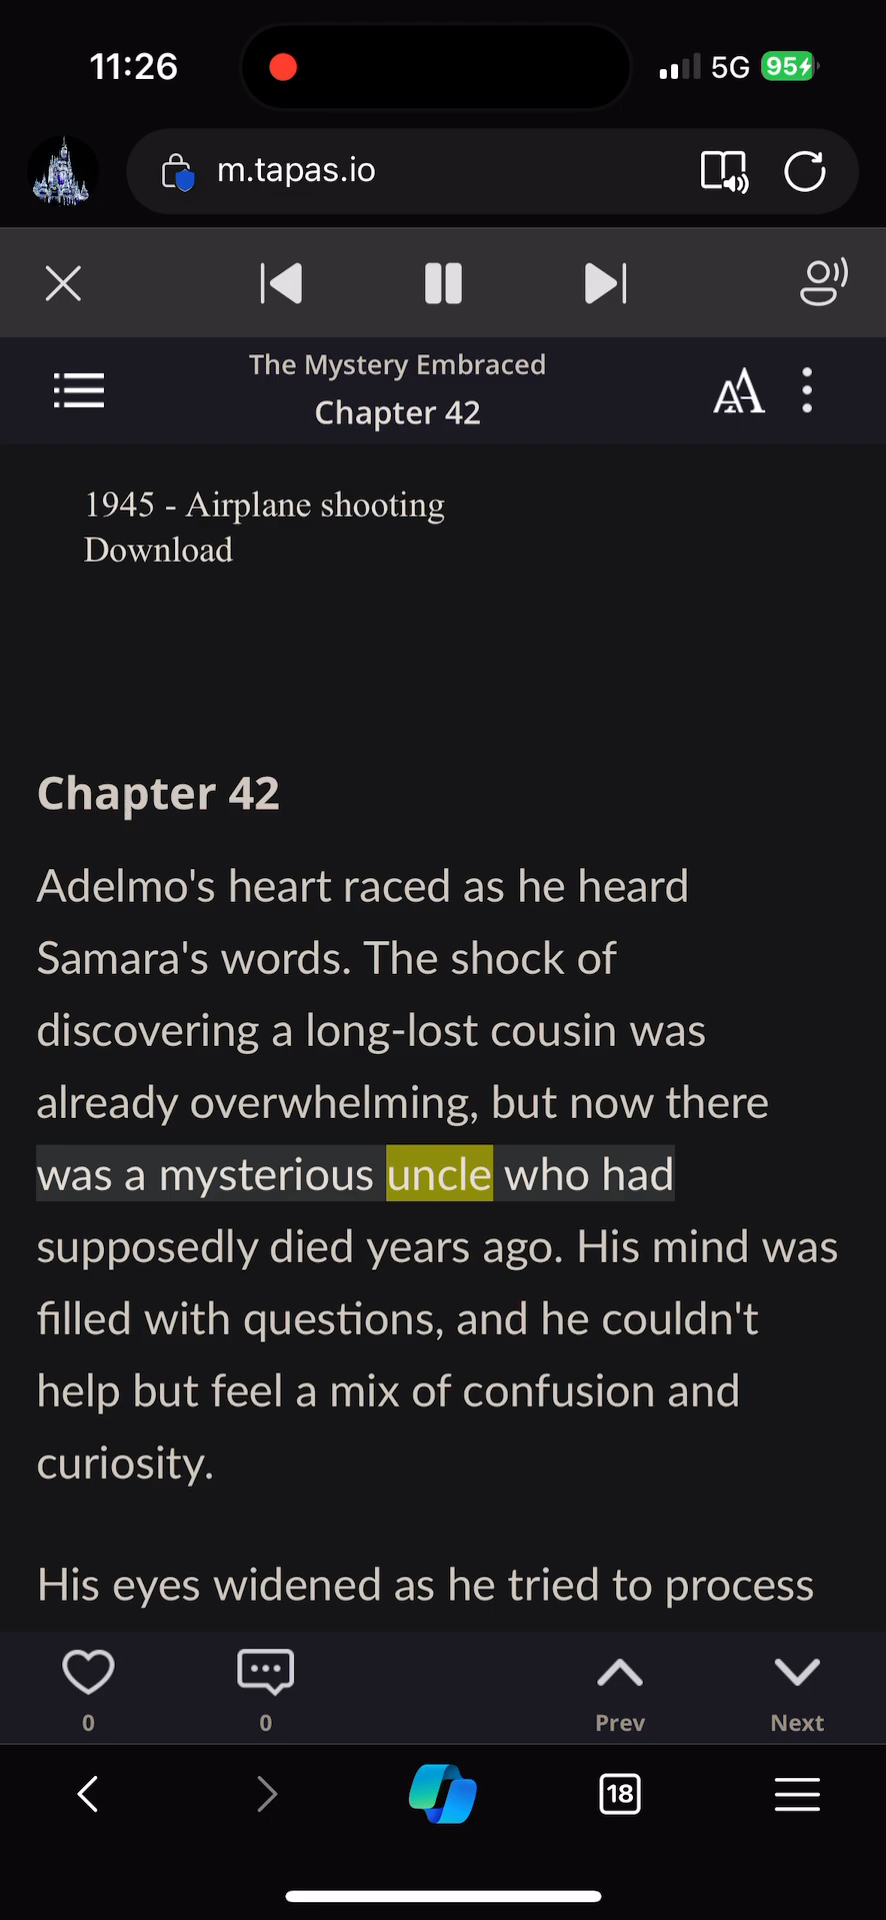 11:26
5G 95
m.tapas.io
The Mystery Embraced
Chapter 42
1945 - Airplane shooting
Download
Chapter 42
Adelmo's heart raced as he heard
Samara's words. The shock of
discovering a long-lost cousin was
already overwhelming, but now there
was a mysterious uncle who had
supposedly died years ago. His mind was
filled with questions, and he couldn't
help but feel a mix of confusion and
curiosity.
His eyes widened as he tried to process
0 0 Prev Next
18